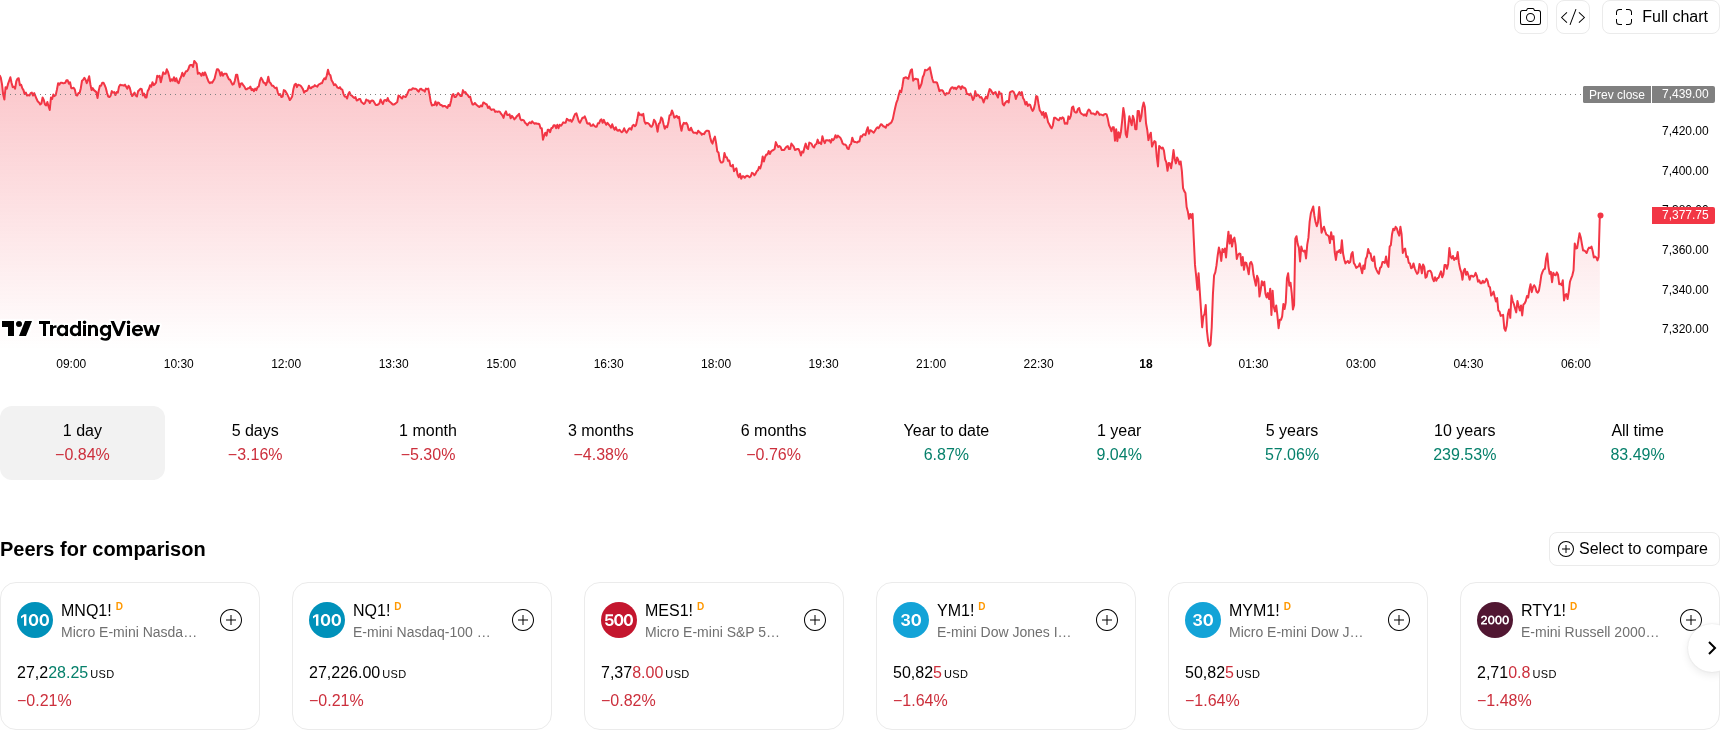 Full chart
Prev close 7,439.00
7,420.00
7,400.00
7,377.75
7,360.00
7,340.00
7,320.00
TradingView
09:00 10:30 12:00 13:30 15:00 16:30 18:00 19:30 21:00 22:30 18 01:30 03:00 04:30 06:00
1 day 5 days 1 month 3 months 6 months Year to date 1 year 5 years 10 years All time
−0.84% −3.16% −5.30% −4.38% −0.76% 6.87% 9.04% 57.06% 239.53% 83.49%
Peers for comparison
Select to compare
100 MNQ1! D
Micro E-mini Nasda…
27,228.25 USD
−0.21%
100 NQ1! D
E-mini Nasdaq-100 …
27,226.00 USD
−0.21%
500 MES1! D
Micro E-mini S&P 5…
7,378.00 USD
−0.82%
30 YM1! D
E-mini Dow Jones I…
50,825 USD
−1.64%
30 MYM1! D
Micro E-mini Dow J…
50,825 USD
−1.64%
2000 RTY1! D
E-mini Russell 2000…
2,710.8 USD
−1.48%